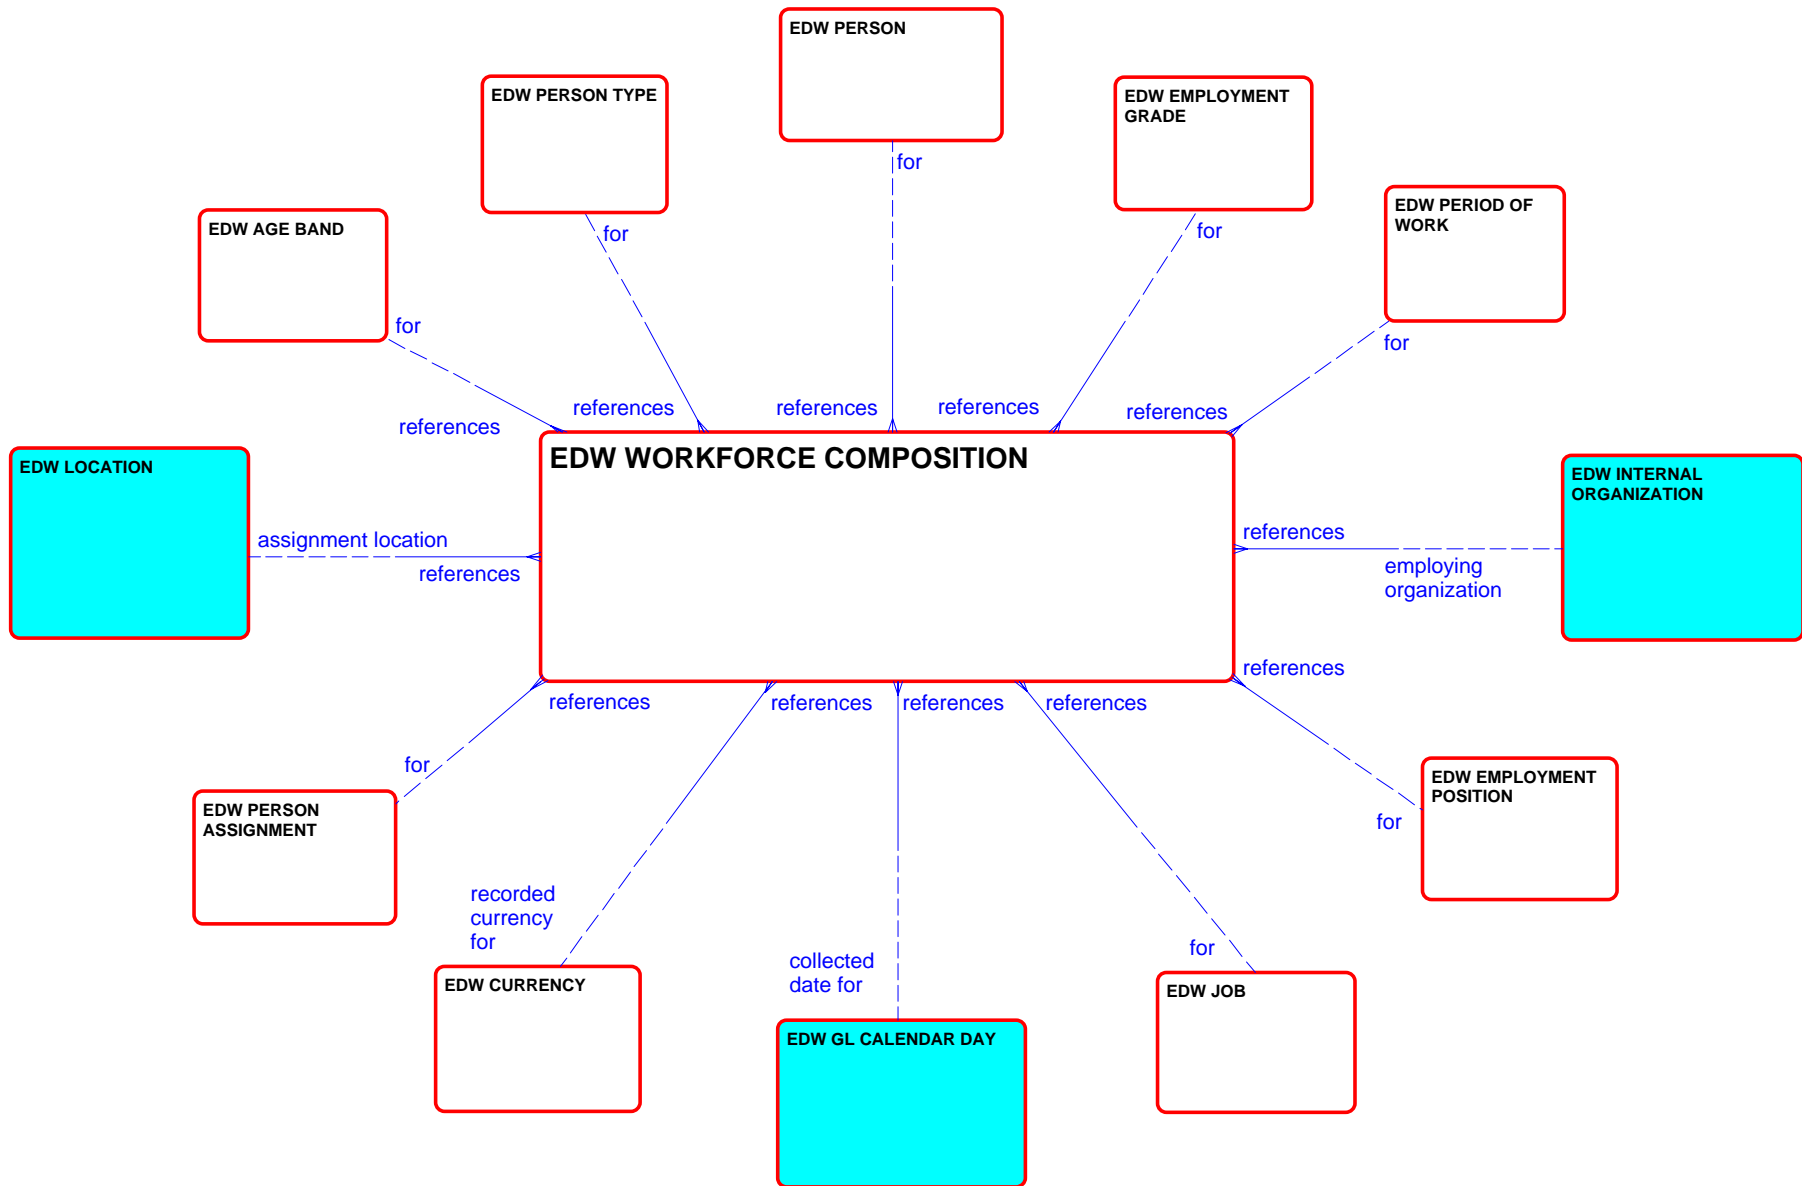 EDW PERSON
EDW PERSON TYPE
EDW EMPLOYMENT
GRADE
for
EDW PERIOD OF
WORK
EDW AGE BAND
for
for
for
for
references
references
references
references
references
EDW LOCATION
EDW WORKFORCE COMPOSITION
EDW INTERNAL
ORGANIZATION
assignment location
references
references
employing
organization
references
references
references
references
references
for
EDW PERSON
ASSIGNMENT
EDW EMPLOYMENT
POSITION
for
recorded
currency
for
collected
date for
for
EDW CURRENCY
EDW GL CALENDAR DAY
EDW JOB